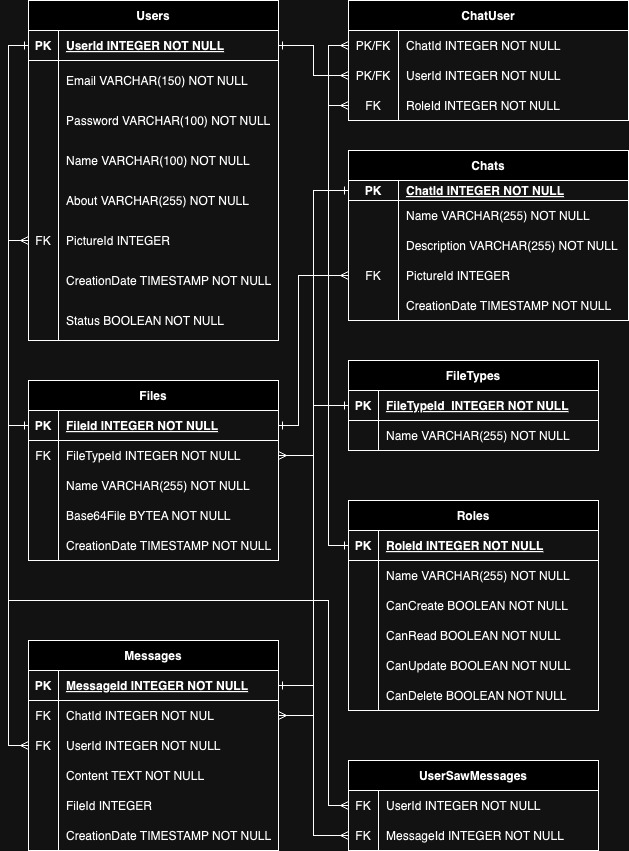 Users
PK UserId INTEGER NOT NULL
Email VARCHAR(150) NOT NULL
Password VARCHAR(100) NOT NULL
Name VARCHAR(100) NOT NULL
About VARCHAR(255) NOT NULL
FK PictureId INTEGER
CreationDate TIMESTAMP NOT NULL
Status BOOLEAN NOT NULL
ChatUser
PK/FK ChatId INTEGER NOT NULL
PK/FK UserId INTEGER NOT NULL
FK RoleId INTEGER NOT NULL
Chats
PK ChatId INTEGER NOT NULL
Name VARCHAR(255) NOT NULL
Description VARCHAR(255) NOT NULL
FK PictureId INTEGER
CreationDate TIMESTAMP NOT NULL
Files
PK FileId INTEGER NOT NULL
FK FileTypeId INTEGER NOT NULL
Name VARCHAR(255) NOT NULL
Base64File BYTEA NOT NULL
CreationDate TIMESTAMP NOT NULL
FileTypes
PK FileTypeId INTEGER NOT NULL
Name VARCHAR(255) NOT NULL
Roles
PK RoleId INTEGER NOT NULL
Name VARCHAR(255) NOT NULL
CanCreate BOOLEAN NOT NULL
CanRead BOOLEAN NOT NULL
CanUpdate BOOLEAN NOT NULL
CanDelete BOOLEAN NOT NULL
Messages
PK MessageId INTEGER NOT NULL
FK ChatId INTEGER NOT NUL
FK UserId INTEGER NOT NULL
Content TEXT NOT NULL
FileId INTEGER
CreationDate TIMESTAMP NOT NULL
UserSawMessages
FK UserId INTEGER NOT NULL
FK MessageId INTEGER NOT NULL